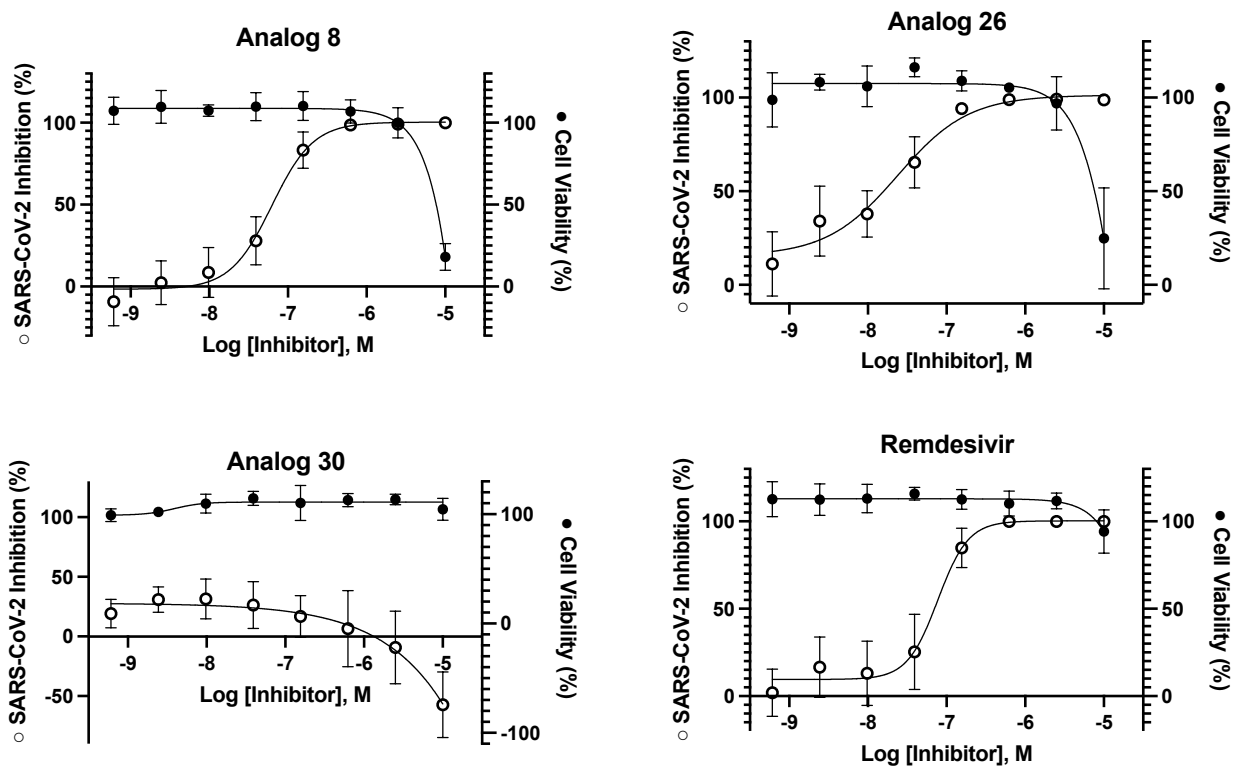 Analog 8
○ SARS-CoV-2 Inhibition (%)
100
50
0
-9 -8 -7 -6 -5
Log [Inhibitor], M
100
50
0
● Cell Viability (%)
Analog 26
○ SARS-CoV-2 Inhibition (%)
100
50
0
-9 -8 -7 -6 -5
Log [Inhibitor], M
100
50
0
● Cell Viability (%)
Analog 30
○ SARS-CoV-2 Inhibition (%)
100
50
0
-50
-9 -8 -7 -6 -5
Log [Inhibitor], M
100
0
-100
● Cell Viability (%)
Remdesivir
○ SARS-CoV-2 Inhibition (%)
100
50
0
-9 -8 -7 -6 -5
Log [Inhibitor], M
100
50
0
● Cell Viability (%)